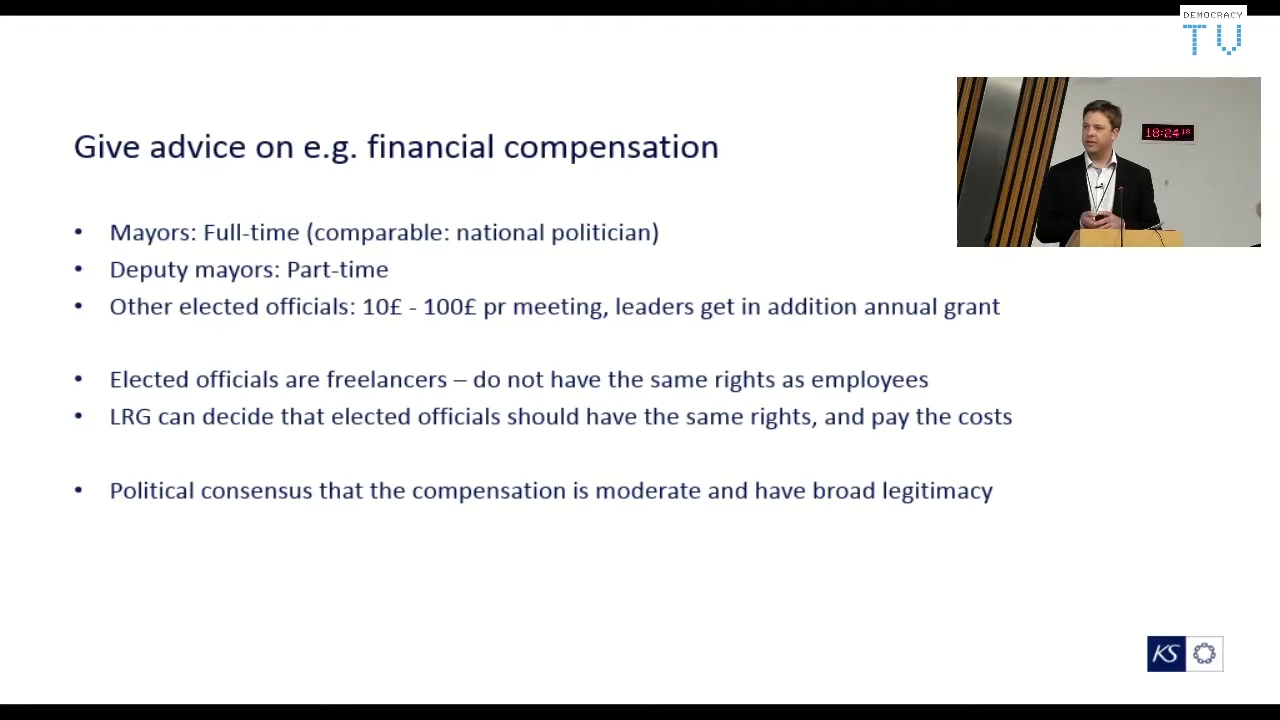 DEMOCRACY
TV
Give advice on e.g. financial compensation
18:24 18
• Mayors: Full-time (comparable: national politician)
• Deputy mayors: Part-time
• Other elected officials: 10£ - 100£ pr meeting, leaders get in addition annual grant
• Elected officials are freelancers – do not have the same rights as employees
• LRG can decide that elected officials should have the same rights, and pay the costs
• Political consensus that the compensation is moderate and have broad legitimacy
KS